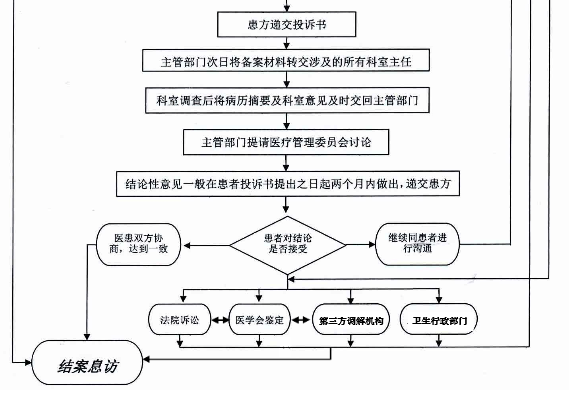 患方递交投诉书
主管部门次日将备案材料转交涉及的所有科室主任
科室调查后将病历摘要及科室意见及时交回主管部门
主管部门提请医疗管理委员会讨论
结论性意见一般在患者投诉书提出之日起两个月内做出，递交患方
医患双方协
商，达到一致
患者对结论
是否接受
继续同患者进
行沟通
法院诉讼
医学会鉴定
第三方调解机构
卫生行政部门
结案息访